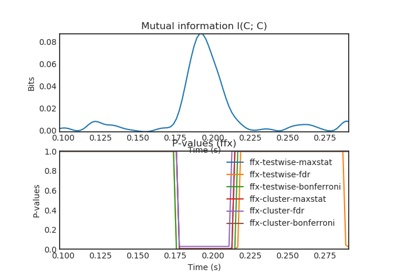 Mutual information I(C; C)
0.08
0.06
0.04
0.02
0.00
Bits
0.100 0.125 0.150 0.175 0.200 0.225 0.250 0.275
Time (s)
P-values (ffx)
1.0
0.8
0.6
0.4
0.2
0.0
P-values
ffx-testwise-maxstat
ffx-testwise-fdr
ffx-testwise-bonferroni
ffx-cluster-maxstat
ffx-cluster-fdr
ffx-cluster-bonferroni
0.100 0.125 0.150 0.175 0.200 0.225 0.250 0.275
Time (s)